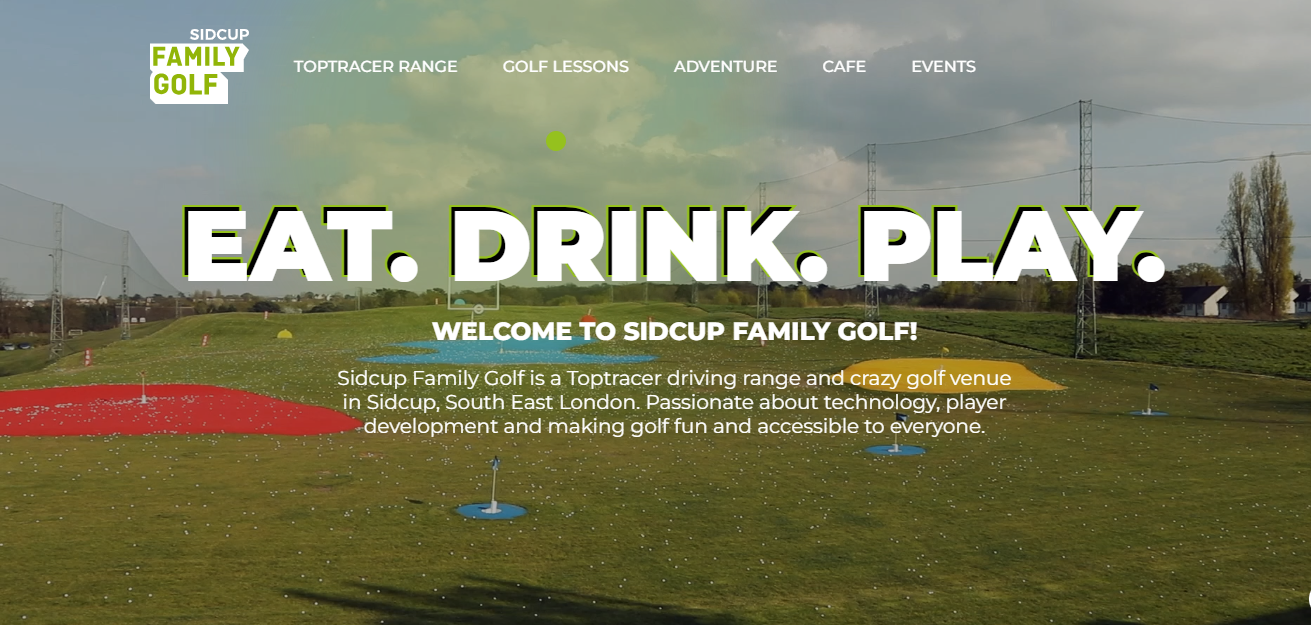 SIDCUP
FAMILY
GOLF
TOPTRACER RANGE GOLF LESSONS ADVENTURE CAFE EVENTS
EAT. DRINK. PLAY.
WELCOME TO SIDCUP FAMILY GOLF!
Sidcup Family Golf is a Toptracer driving range and crazy golf venue
in Sidcup, South East London. Passionate about technology, player
development and making golf fun and accessible to everyone.